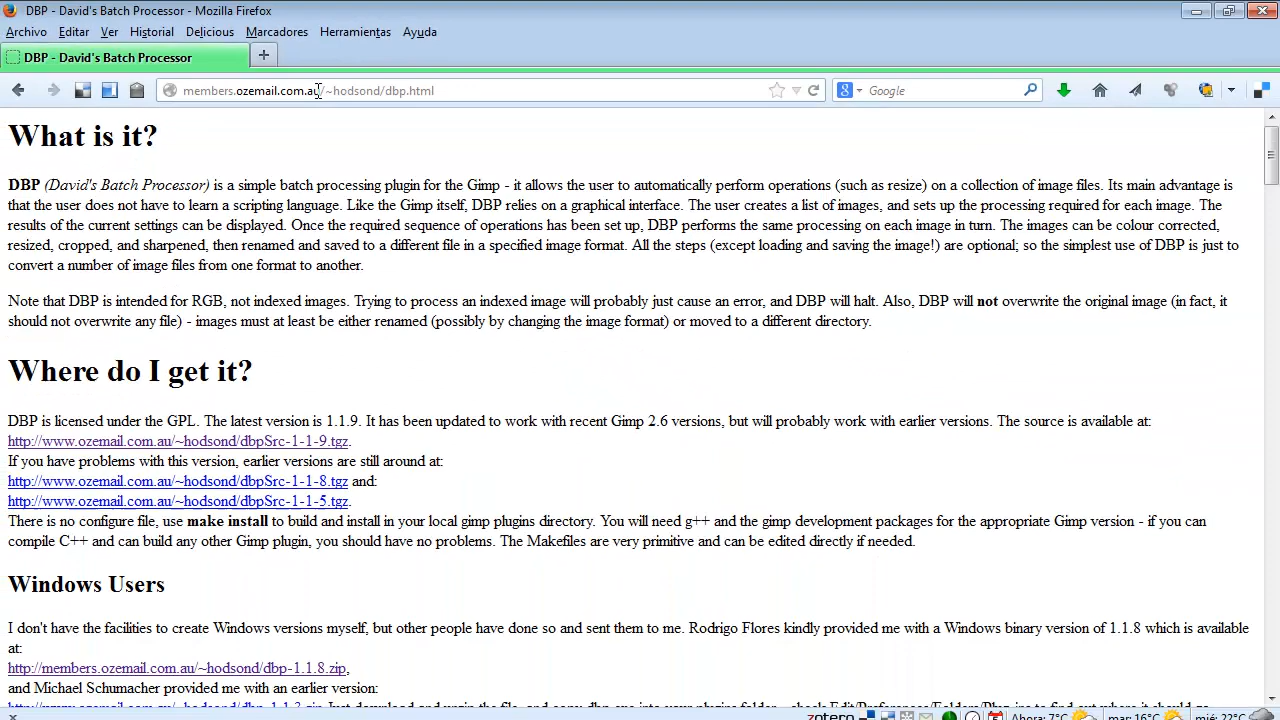 DBP - David's Batch Processor - Mozilla Firefox
Archivo Editar Ver Historial Delicious Marcadores Herramientas Ayuda
DBP - David's Batch Processor
members.ozemail.com.au/~hodsond/dbp.html
Google
What is it?
DBP (David's Batch Processor) is a simple batch processing plugin for the Gimp - it allows the user to automatically perform operations (such as resize) on a collection of image files. Its main advantage is
that the user does not have to learn a scripting language. Like the Gimp itself, DBP relies on a graphical interface. The user creates a list of images, and sets up the processing required for each image. The
results of the current settings can be displayed. Once the required sequence of operations has been set up, DBP performs the same processing on each image in turn. The images can be colour corrected,
resized, cropped, and sharpened, then renamed and saved to a different file in a specified image format. All the steps (except loading and saving the image!) are optional; so the simplest use of DBP is just to
convert a number of image files from one format to another.
Note that DBP is intended for RGB, not indexed images. Trying to process an indexed image will probably just cause an error, and DBP will halt. Also, DBP will not overwrite the original image (in fact, it
should not overwrite any file) - images must at least be either renamed (possibly by changing the image format) or moved to a different directory.
Where do I get it?
DBP is licensed under the GPL. The latest version is 1.1.9. It has been updated to work with recent Gimp 2.6 versions, but will probably work with earlier versions. The source is available at:
http://www.ozemail.com.au/~hodsond/dbpSrc-1-1-9.tgz.
If you have problems with this version, earlier versions are still around at:
http://www.ozemail.com.au/~hodsond/dbpSrc-1-1-8.tgz and:
http://www.ozemail.com.au/~hodsond/dbpSrc-1-1-5.tgz.
There is no configure file, use make install to build and install in your local gimp plugins directory. You will need g++ and the gimp development packages for the appropriate Gimp version - if you can
compile C++ and can build any other Gimp plugin, you should have no problems. The Makefiles are very primitive and can be edited directly if needed.
Windows Users
I don't have the facilities to create Windows versions myself, but other people have done so and sent them to me. Rodrigo Flores kindly provided me with a Windows binary version of 1.1.8 which is available
at:
http://members.ozemail.com.au/~hodsond/dbp-1.1.8.zip,
and Michael Schumacher provided me with an earlier version:
zotero Ahora: 7°C mar: 16°C mié: 22°C